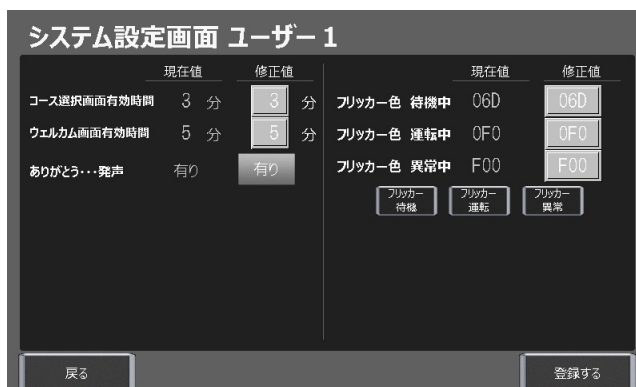 システム設定画面 ユーザー1
現在値 修正値
コース選択画面有効時間 3 分 3 分
ウェルカム画面有効時間 5 分 5 分
ありがとう・・・発声 有り 有り
現在値 修正値
フリッカー色 待機中 06D 06D
フリッカー色 運転中 0F0 0F0
フリッカー色 異常中 F00 F00
フリッカー 待機
フリッカー 運転
フリッカー 異常
戻る
登録する